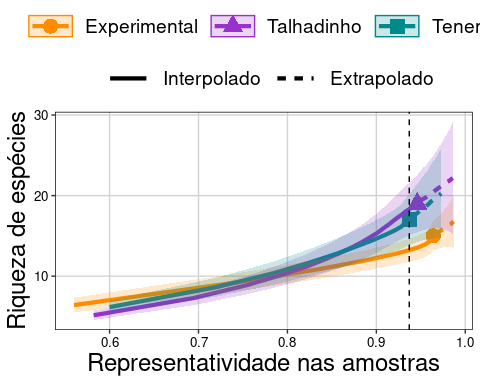 Experimental Talhadinho Tener
Interpolado Extrapolado
Riqueza de espécies
30
20
10
0.6 0.7 0.8 0.9 1.0
Representatividade nas amostras